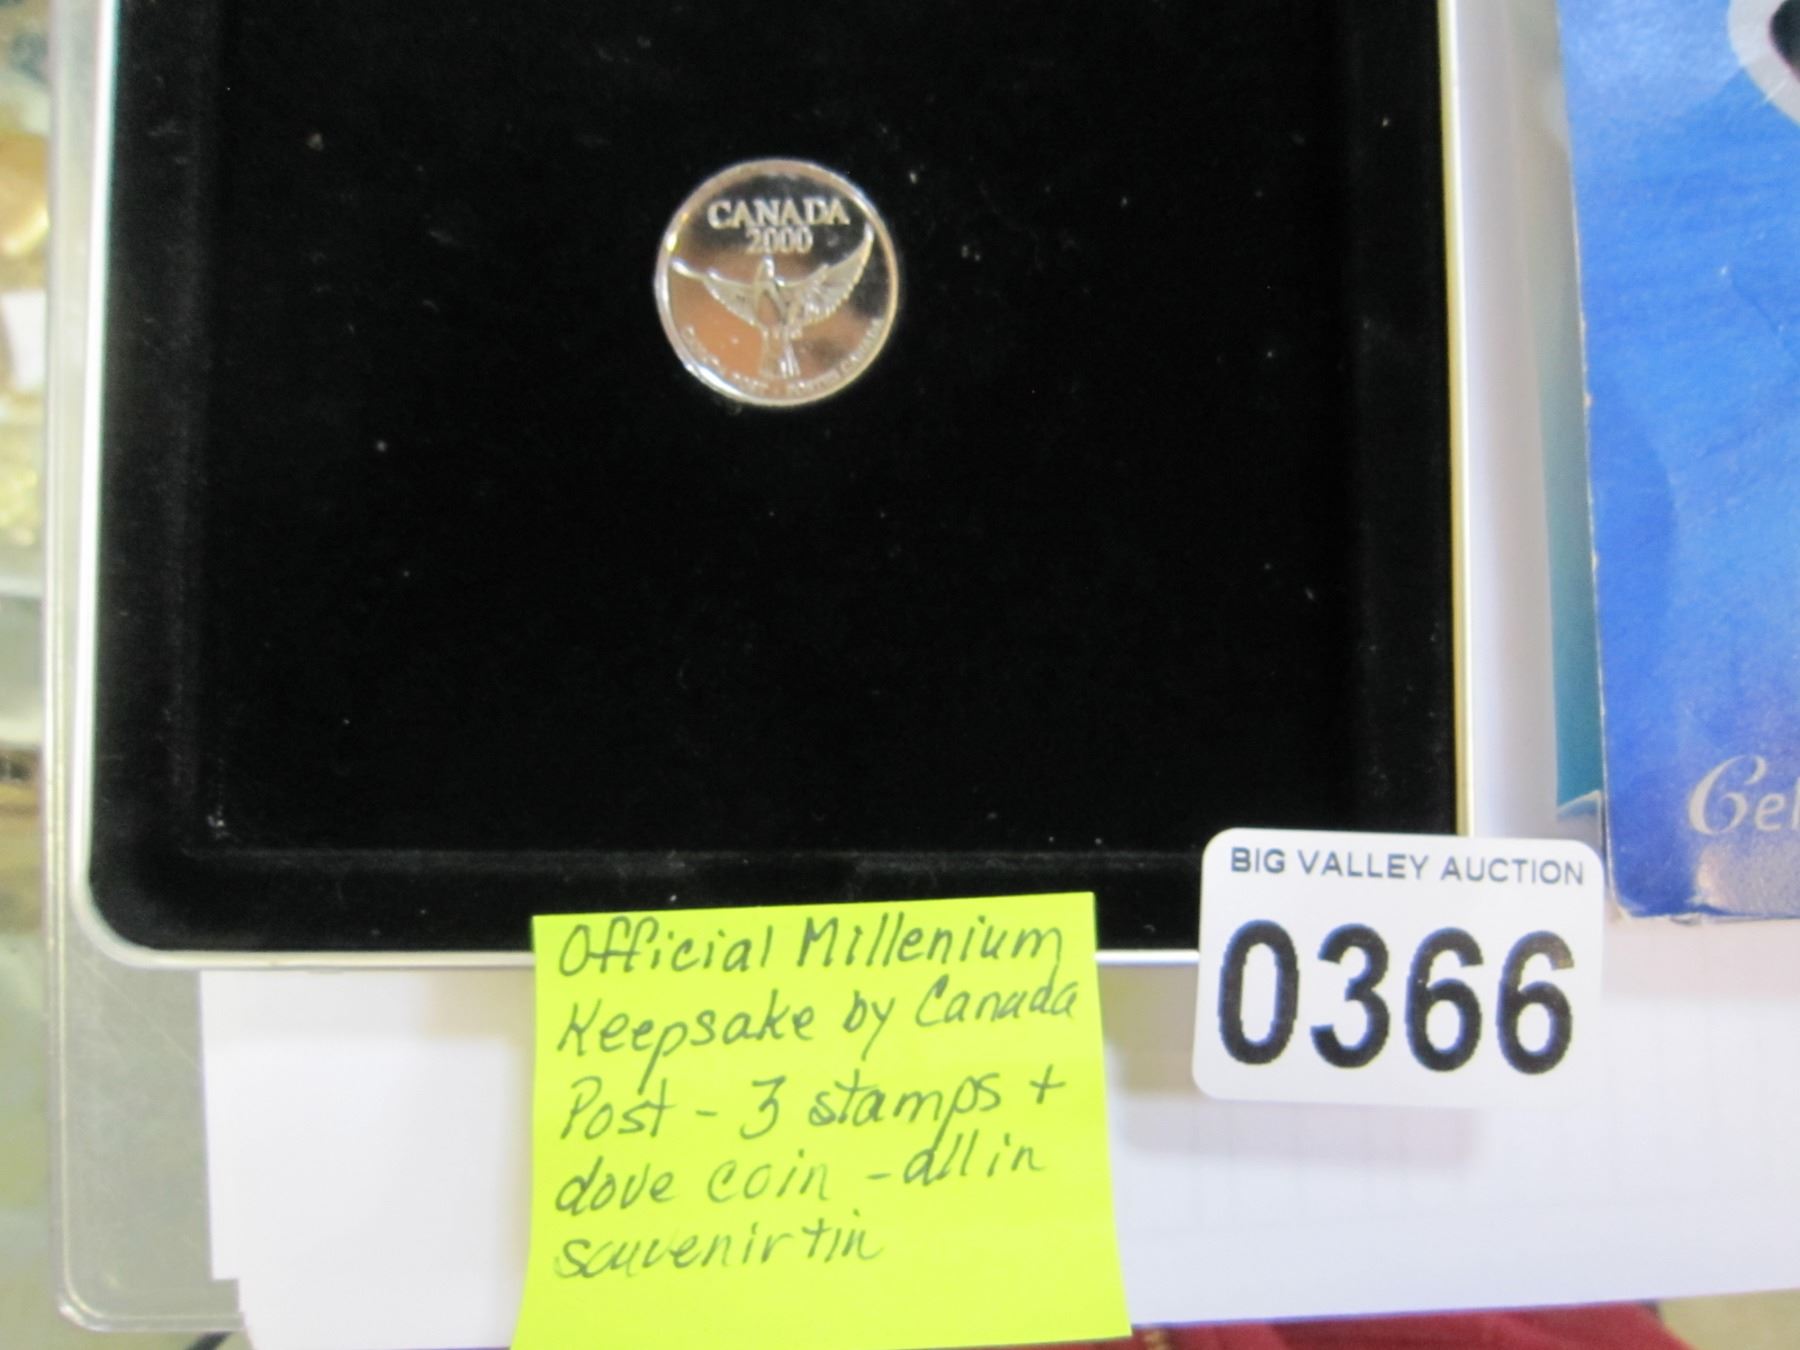 CANADA
2000
Gel
BIG VALLEY AUCTION
0366
Official Millenium
Keepsake by Canada
Post - 3 stamps +
dove coin - all in
souvenir tin